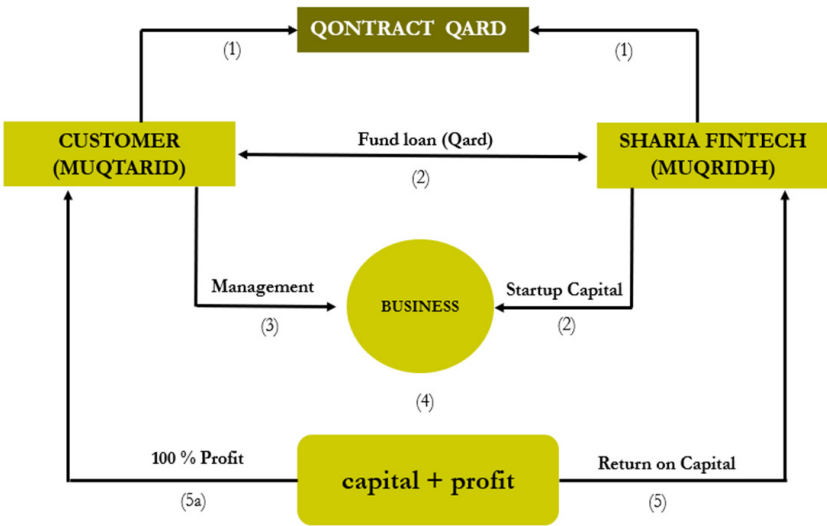 QONTRACT QARD
(1)
(1)
CUSTOMER
(MUQTARID)
Fund loan (Qard)
(2)
SHARIA FINTECH
(MUQRIDH)
Management
(3)
BUSINESS
Startup Capital
(2)
(4)
100 % Profit
(5a)
capital + profit
Return on Capital
(5)